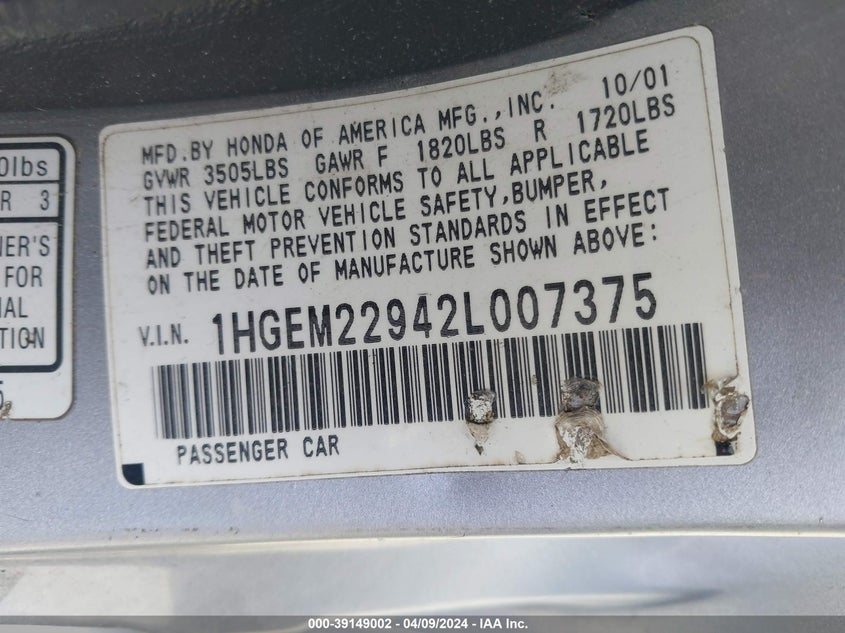 10/01
MFD.BY HONDA OF AMERICA MFG.,INC.
GVWR 3505LBS GAWR F 1820LBS R 1720LBS
THIS VEHICLE CONFORMS TO ALL APPLICABLE
FEDERAL MOTOR VEHICLE SAFETY,BUMPER,
AND THEFT PREVENTION STANDARDS IN EFFECT
ON THE DATE OF MANUFACTURE SHOWN ABOVE:
V.I.N. 1HGEM22942L007375
PASSENGER CAR
0lbs
R 3
NER'S
FOR
IAL
TION
5
000-39149002 - 04/09/2024 - IAA Inc.